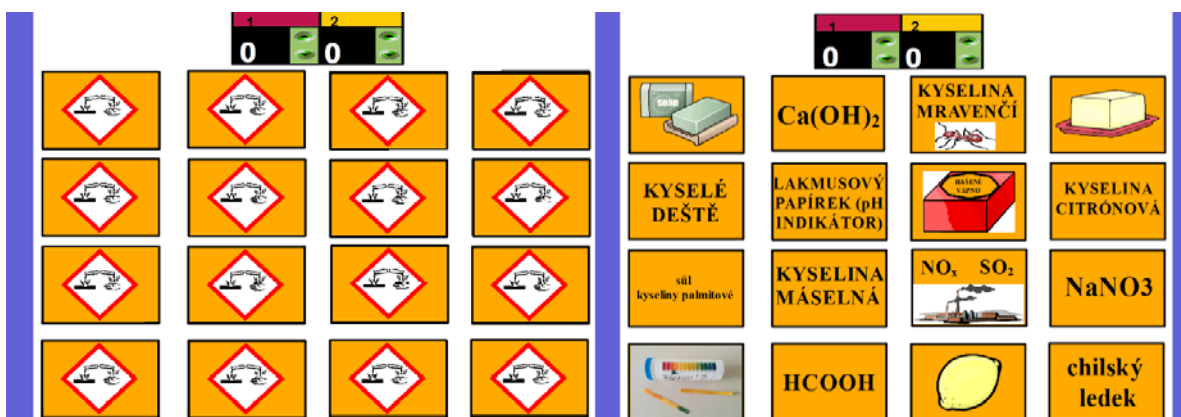 1 2
0 0
1 2
0 0
SOAP
Ca(OH)₂
KYSELINA
MRAVENČÍ
KYSELÉ
DEŠTĚ
LAKMUSOVÝ
PAPÍREK (pH
INDIKÁTOR)
HAŠENÉ
VÁPNO
KYSELINA
CITRÓNOVÁ
sůl
kyseliny palmitové
KYSELINA
MÁSELNÁ
NOₓ SO₂
NaNO3
HCOOH
chilský
ledek